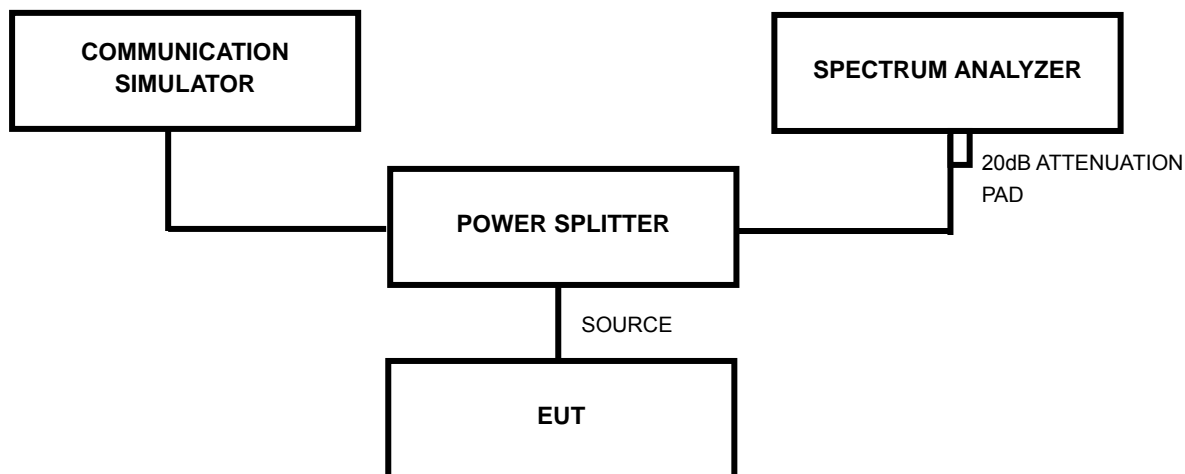 COMMUNICATION
SIMULATOR
SPECTRUM ANALYZER
20dB ATTENUATION
PAD
POWER SPLITTER
SOURCE
EUT